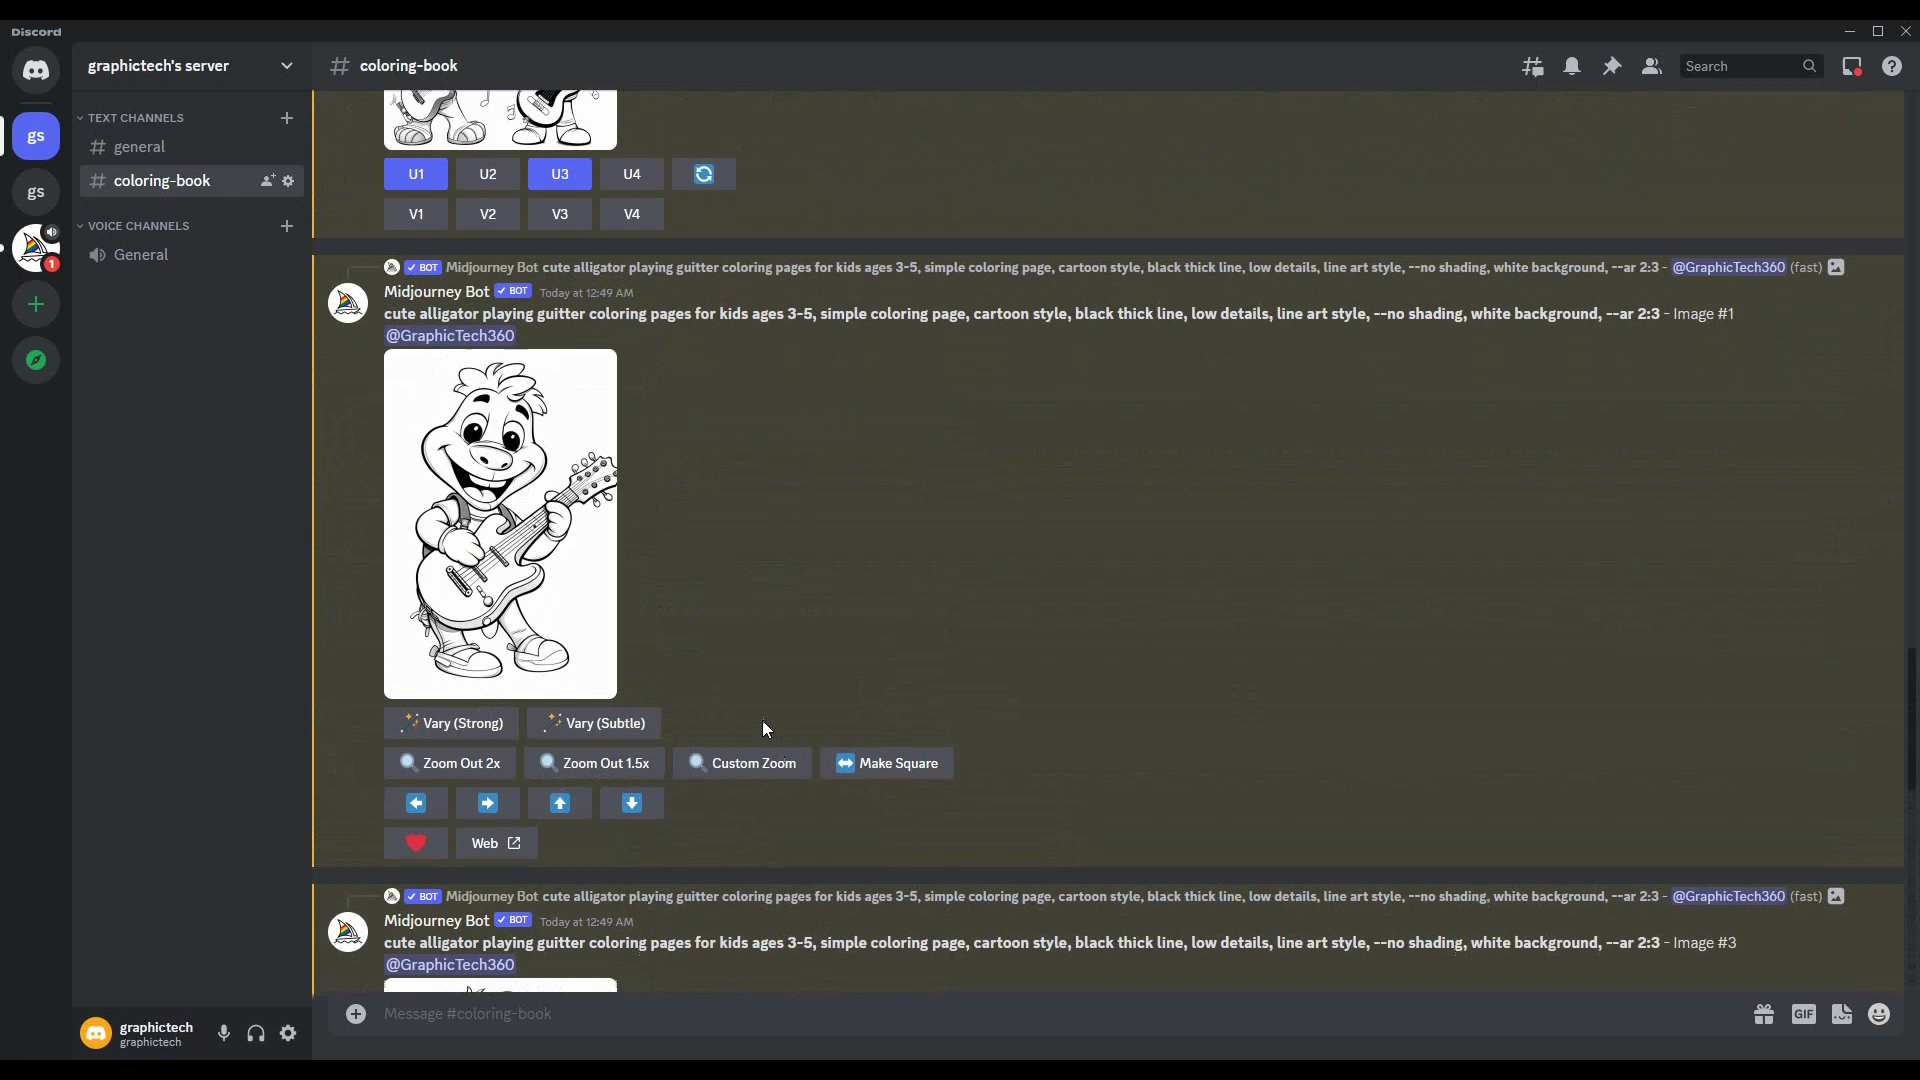 Discord
graphictech's server
coloring-book
Search
TEXT CHANNELS
general
coloring-book
VOICE CHANNELS
General
gs
gs
1
U1 U2 U3 U4
V1 V2 V3 V4
BOT Midjourney Bot cute alligator playing guitter coloring pages for kids ages 3-5, simple coloring page, cartoon style, black thick line, low details, line art style, --no shading, white background, --ar 2:3 - @GraphicTech360 (fast)
Midjourney Bot BOT Today at 12:49 AM
cute alligator playing guitter coloring pages for kids ages 3-5, simple coloring page, cartoon style, black thick line, low details, line art style, --no shading, white background, --ar 2:3 - Image #1
@GraphicTech360
Vary (Strong) Vary (Subtle)
Zoom Out 2x Zoom Out 1.5x Custom Zoom Make Square
Web
BOT Midjourney Bot cute alligator playing guitter coloring pages for kids ages 3-5, simple coloring page, cartoon style, black thick line, low details, line art style, --no shading, white background, --ar 2:3 - @GraphicTech360 (fast)
Midjourney Bot BOT Today at 12:49 AM
cute alligator playing guitter coloring pages for kids ages 3-5, simple coloring page, cartoon style, black thick line, low details, line art style, --no shading, white background, --ar 2:3 - Image #3
@GraphicTech360
Message #coloring-book
GIF
graphictech
graphictech